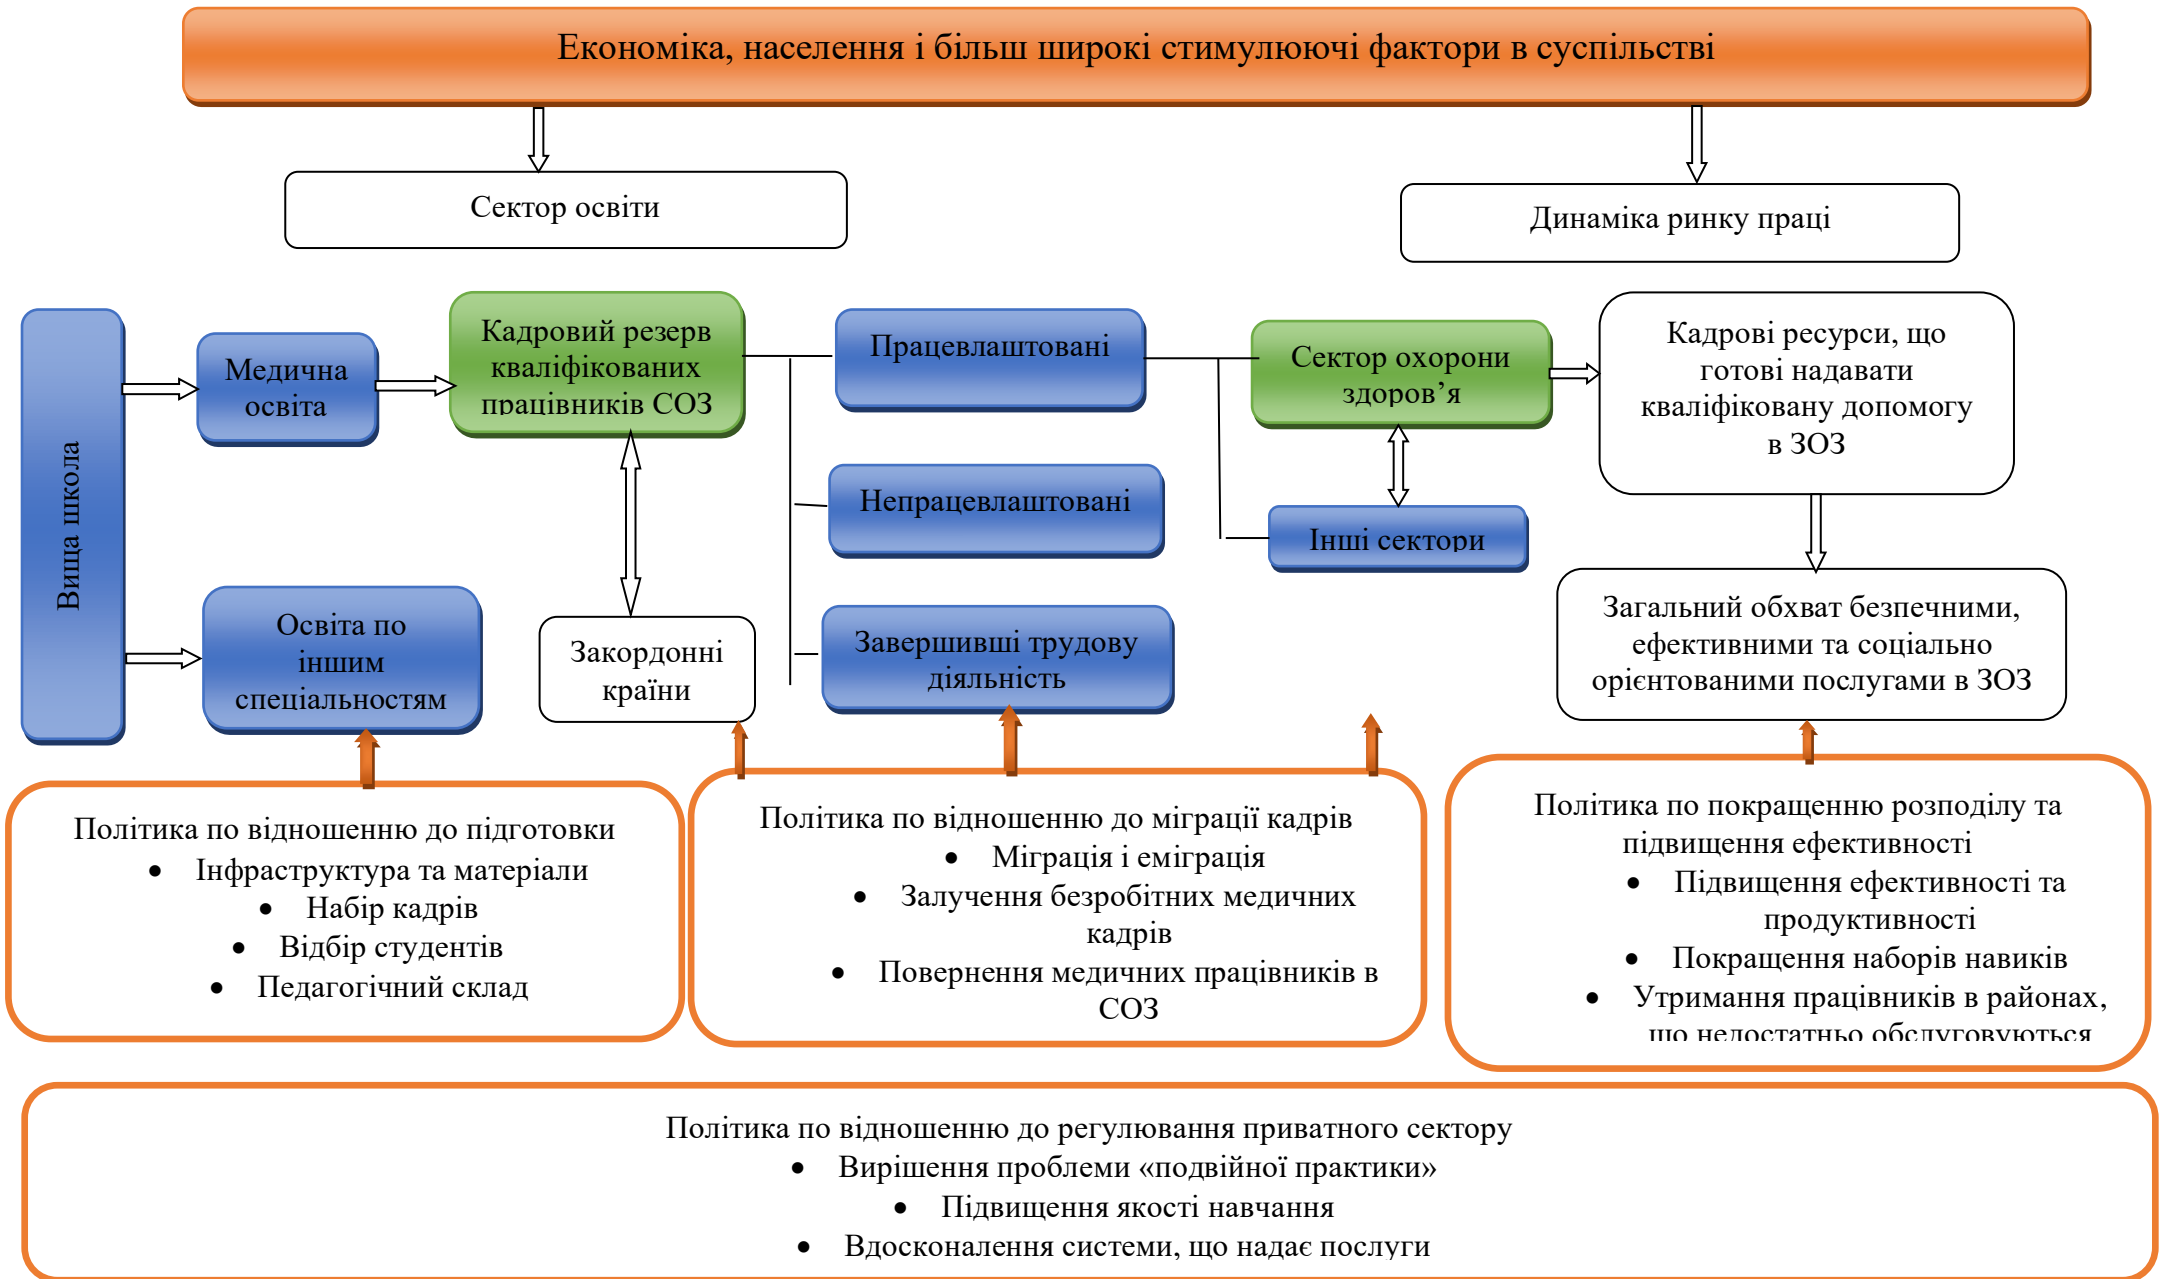 Економіка, населення і більш широкі стимулюючі фактори в суспільстві
Сектор освіти
Динаміка ринку праці
Вища школа
Медична
освіта
Кадровий резерв
кваліфікованих
працівників СОЗ
Працевлаштовані
Сектор охорони
здоров’я
Кадрові ресурси, що
готові надавати
кваліфіковану допомогу
в ЗОЗ
Непрацевлаштовані
Інші сектори
Освіта по
іншим
спеціальностям
Закордонні
країни
Завершивші трудову
діяльність
Загальний обхват безпечними,
ефективними та соціально
орієнтованими послугами в ЗОЗ
Політика по відношенню до підготовки
• Інфраструктура та матеріали
• Набір кадрів
• Відбір студентів
• Педагогічний склад
Політика по відношенню до міграції кадрів
• Міграція і еміграція
• Залучення безробітних медичних
кадрів
• Повернення медичних працівників в
СОЗ
Політика по покращенню розподілу та
підвищення ефективності
• Підвищення ефективності та
продуктивності
• Покращення наборів навиків
• Утримання працівників в районах,
що недостатньо обслуговуються
Політика по відношенню до регулювання приватного сектору
• Вирішення проблеми «подвійної практики»
• Підвищення якості навчання
• Вдосконалення системи, що надає послуги